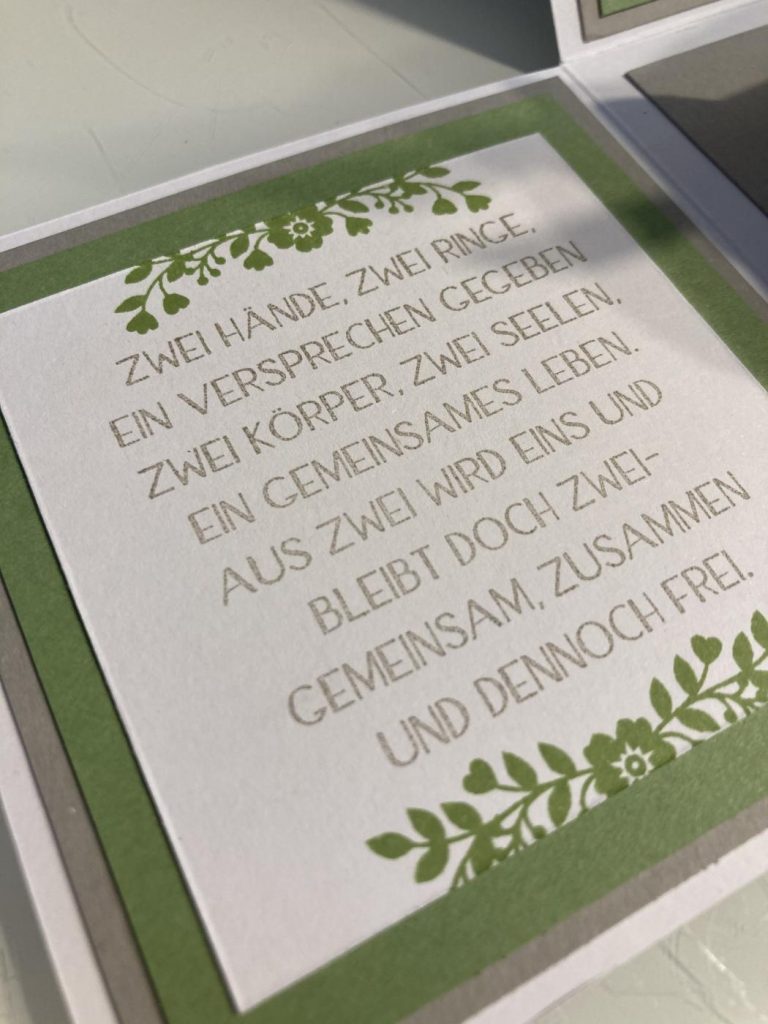 ZWEI HÄNDE, ZWEI RINGE,
EIN VERSPRECHEN GEGEBEN
ZWEI KÖRPER, ZWEI SEELEN,
EIN GEMEINSAMES LEBEN.
AUS ZWEI WIRD EINS UND
BLEIBT DOCH ZWEI-
GEMEINSAM, ZUSAMMEN
UND DENNOCH FREI.